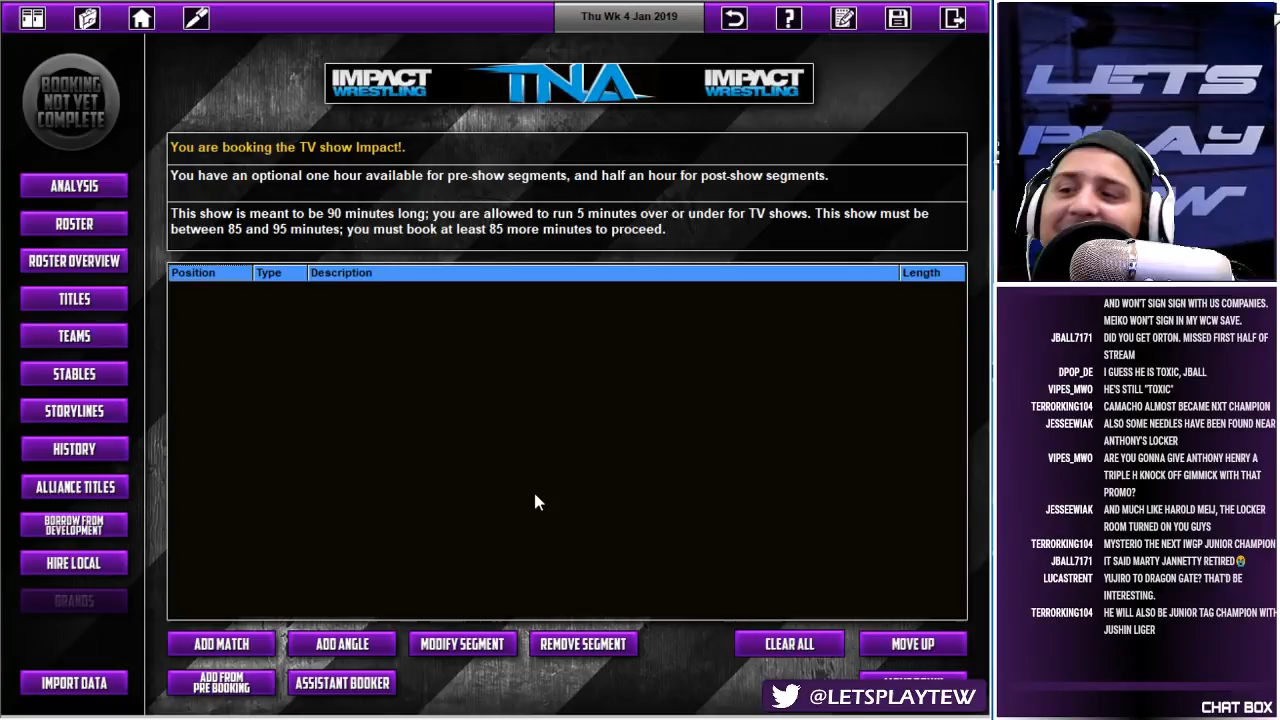 Thu Wk 4 Jan 2019
BOOKING
NOT YET
COMPLETE
IMPACT
WRESTLING
TNA
IMPACT
WRESTLING
You are booking the TV show Impact!.
You have an optional one hour available for pre-show segments, and half an hour for post-show segments.
This show is meant to be 90 minutes long; you are allowed to run 5 minutes over or under for TV shows. This show must be
between 85 and 95 minutes; you must book at least 85 more minutes to proceed.
Position Type Description Length
ANALYSIS
ROSTER
ROSTER OVERVIEW
TITLES
TEAMS
STABLES
STORYLINES
HISTORY
ALLIANCE TITLES
BORROW FROM
DEVELOPMENT
HIRE LOCAL
BRANDS
IMPORT DATA
ADD MATCH ADD ANGLE MODIFY SEGMENT REMOVE SEGMENT CLEAR ALL MOVE UP
ADD FROM
PRE BOOKING
ASSISTANT BOOKER
@LETSPLAYTEW
LETS
PLAY
AND WON'T SIGN SIGN WITH US COMPANIES.
MEIKO WON'T SIGN IN MY WCW SAVE.
JBALL7171 DID YOU GET ORTON. MISSED FIRST HALF OF
STREAM
DPOP_DE I GUESS HE IS TOXIC, JBALL
VIPES_MWO HE'S STILL "TOXIC"
TERRORKING104 CAMACHO ALMOST BECAME NXT CHAMPION
JESSEEWIAK ALSO SOME NEEDLES HAVE BEEN FOUND NEAR
ANTHONY'S LOCKER
VIPES_MWO ARE YOU GONNA GIVE ANTHONY HENRY A
TRIPLE H KNOCK OFF GIMMICK WITH THAT
PROMO?
JESSEEWIAK AND MUCH LIKE HAROLD MEIJ, THE LOCKER
ROOM TURNED ON YOU GUYS
TERRORKING104 MYSTERIO THE NEXT IWGP JUNIOR CHAMPION
JBALL7171 IT SAID MARTY JANNETTY RETIRED😭
LUCASTRENT YUJIRO TO DRAGON GATE? THAT'D BE
INTERESTING.
TERRORKING104 HE WILL ALSO BE JUNIOR TAG CHAMPION WITH
JUSHIN LIGER
CHAT BOX